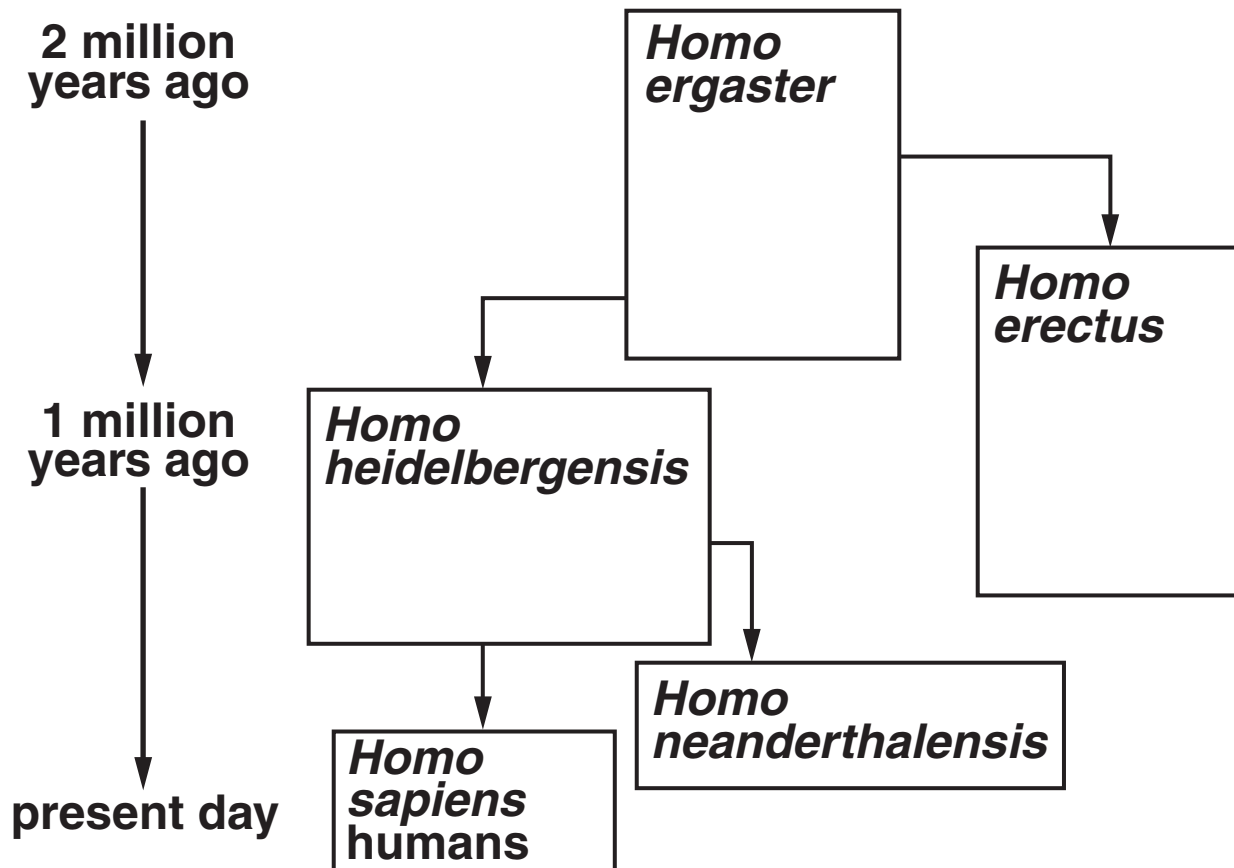 2 million
years ago
Homo
ergaster
Homo
erectus
1 million
years ago
Homo
heidelbergensis
Homo
neanderthalensis
Homo
sapiens
humans
present day